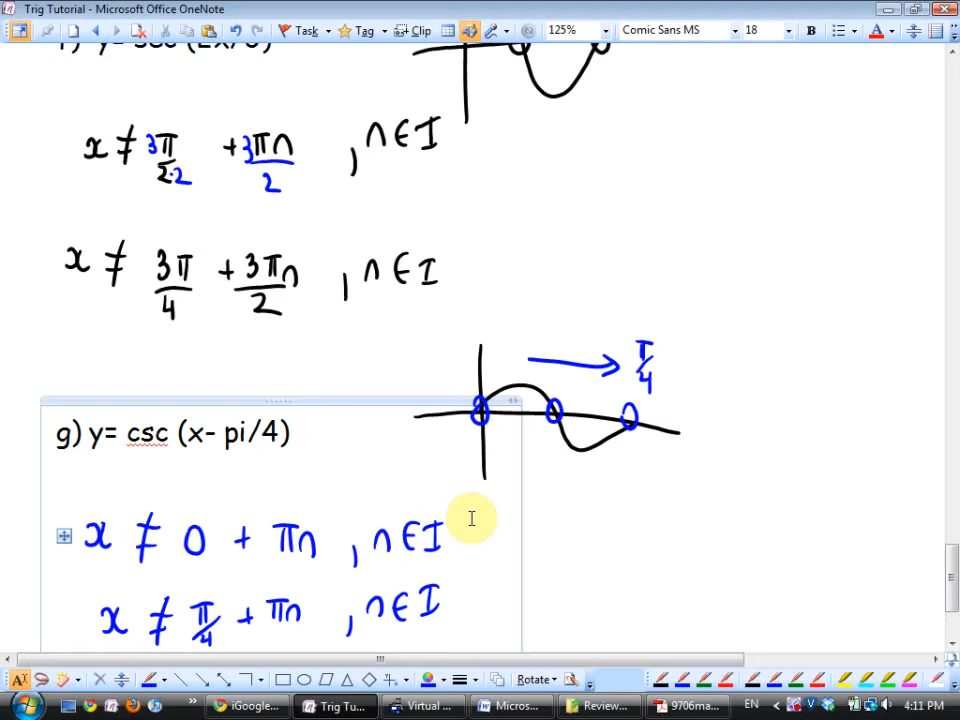 Trig Tutorial - Microsoft Office OneNote
Task Tag Clip 125% Comic Sans MS 18 B A
x ≠ 3π/2·2 + 3πn/2 , n ∈ I
x ≠ 3π/4 + 3πn/2 , n ∈ I
π/4
g) y= csc (x- pi/4)
x ≠ 0 + πn , n ∈ I
x ≠ π/4 + πn , n ∈ I
Rotate
iGoogle... Trig Tu... Virtual ... Micros... Review... 9706ma... EN 4:11 PM